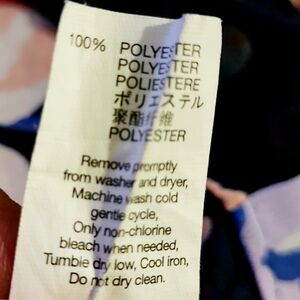 100% POLYESTER
POLYESTER
POLIESTERE
ポリエステル
聚酯纤维
POLYESTER
Remove promptly
from washer and dryer,
Machine wash cold
gentle cycle,
Only non-chlorine
bleach when needed,
Tumble dry low, Cool iron,
Do not dry clean.